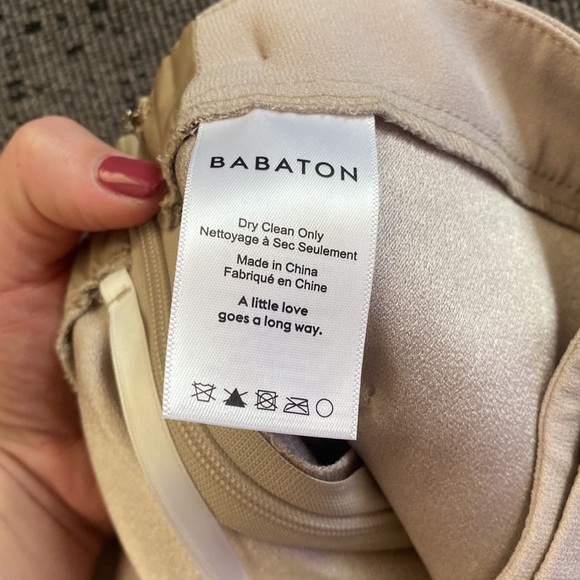 BABATON
Dry Clean Only
Nettoyage à Sec Seulement
Made in China
Fabriqué en Chine
A little love
goes a long way.